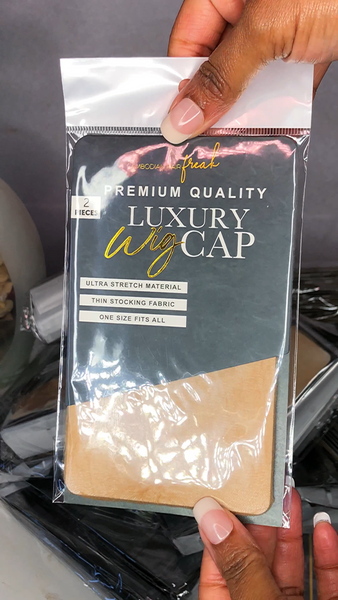 freak
PREMIUM QUALITY
2
PIECES
LUXURY
Wig CAP
ULTRA STRETCH MATERIAL
THIN STOCKING FABRIC
ONE SIZE FITS ALL